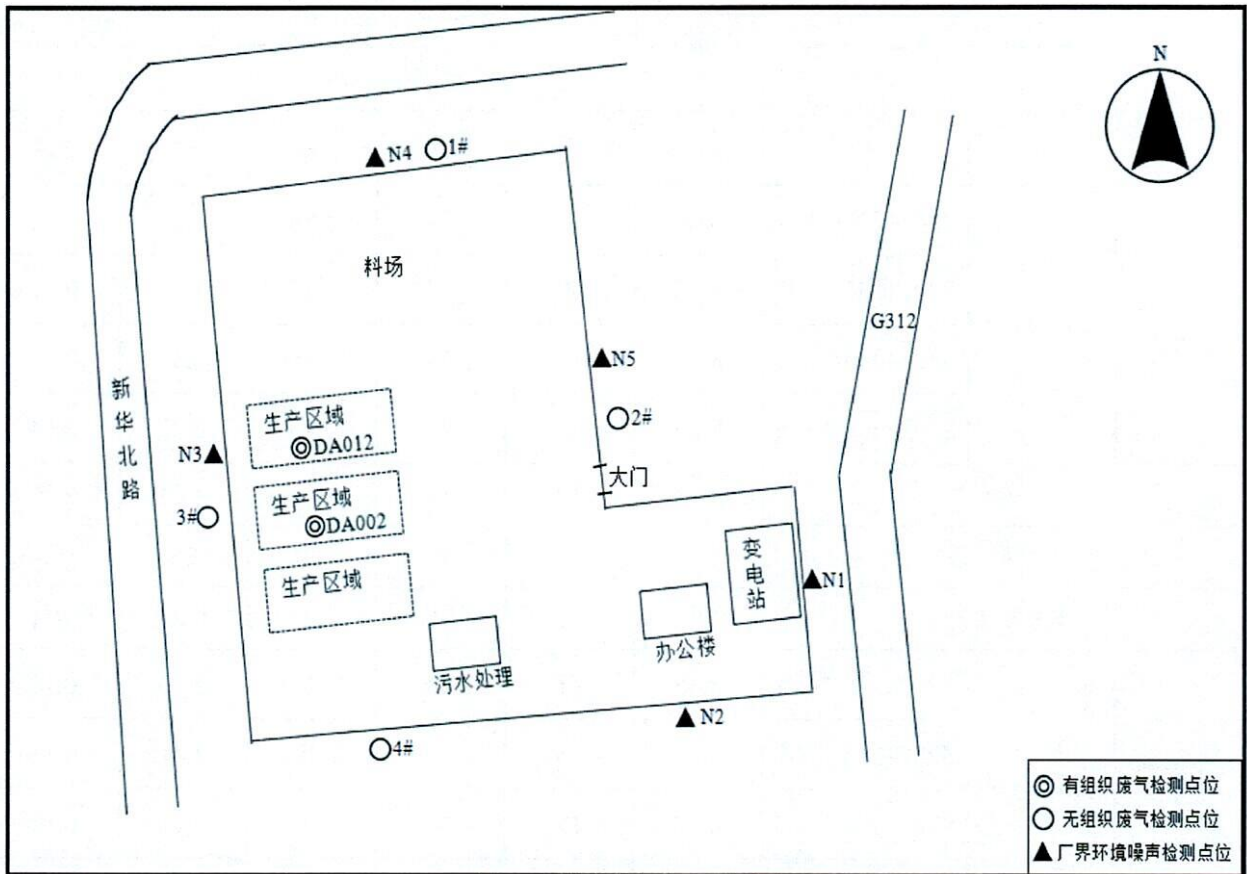 N
N4
1#
料场
G312
N5
新华北路
生产区域
DA012
2#
N3
大门
生产区域
DA002
3#
变电站
N1
生产区域
办公楼
污水处理
N2
4#
有组织废气检测点位
无组织废气检测点位
厂界环境噪声检测点位